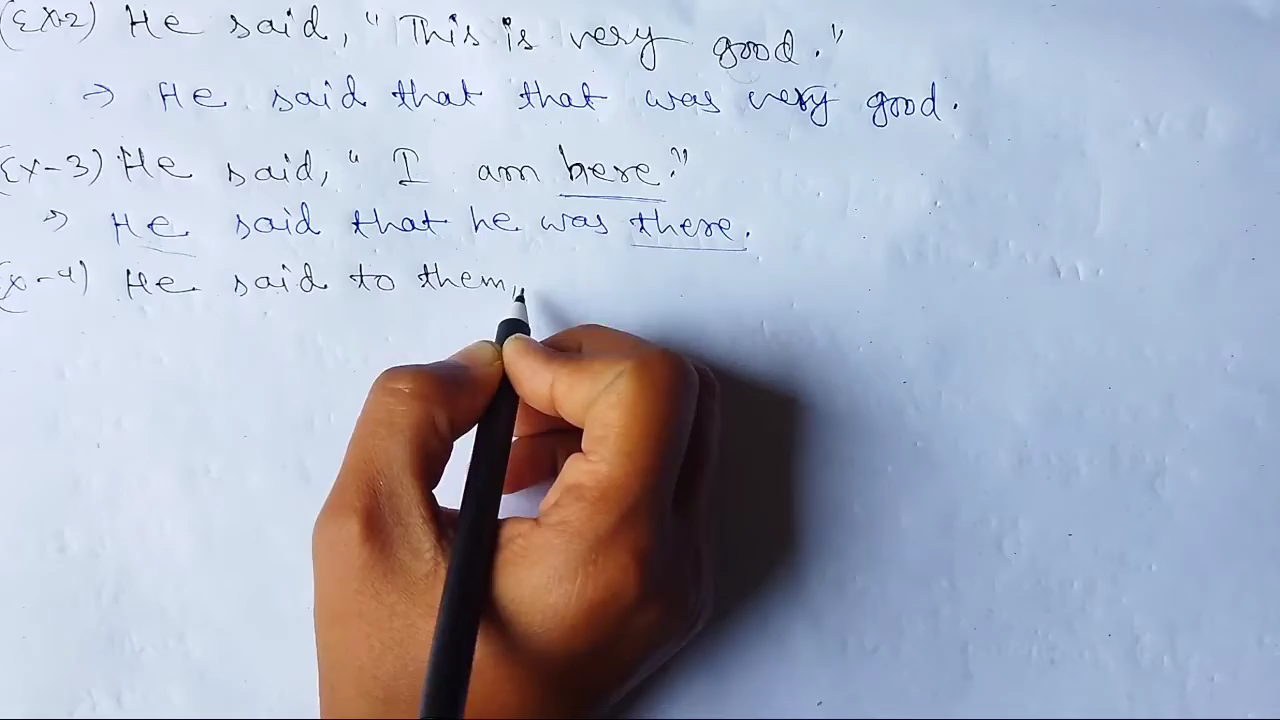 (Ex-2) He said, "This is very good."
→ He said that that was very good.
(Ex-3) He said, "I am here."
→ He said that he was there.
(x-4) He said to them,